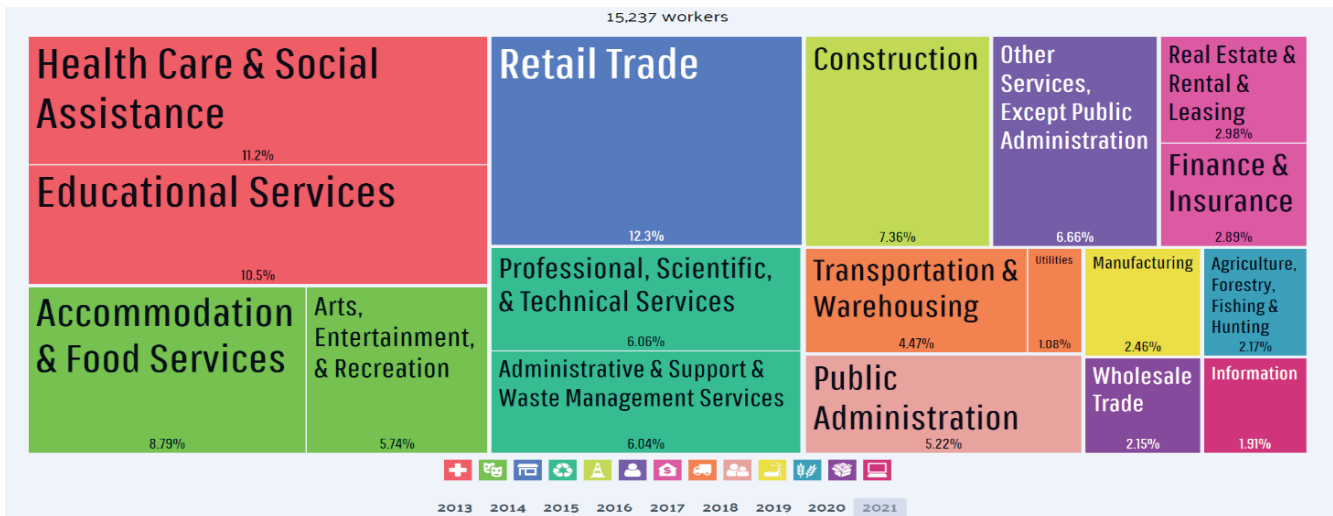 15,237 workers
Health Care & Social
Assistance
11.2%
Educational Services
10.5%
Accommodation
& Food Services
8.79%
Arts,
Entertainment,
& Recreation
5.74%
Retail Trade
12.3%
Professional, Scientific,
& Technical Services
6.06%
Administrative & Support &
Waste Management Services
6.04%
Construction
7.36%
Other
Services,
Except Public
Administration
6.66%
Real Estate &
Rental &
Leasing
2.98%
Finance &
Insurance
2.89%
Transportation &
Warehousing
4.47%
Utilities
1.08%
Manufacturing
2.46%
Agriculture,
Forestry,
Fishing &
Hunting
2.17%
Public
Administration
5.22%
Wholesale
Trade
2.15%
Information
1.91%
2013 2014 2015 2016 2017 2018 2019 2020 2021